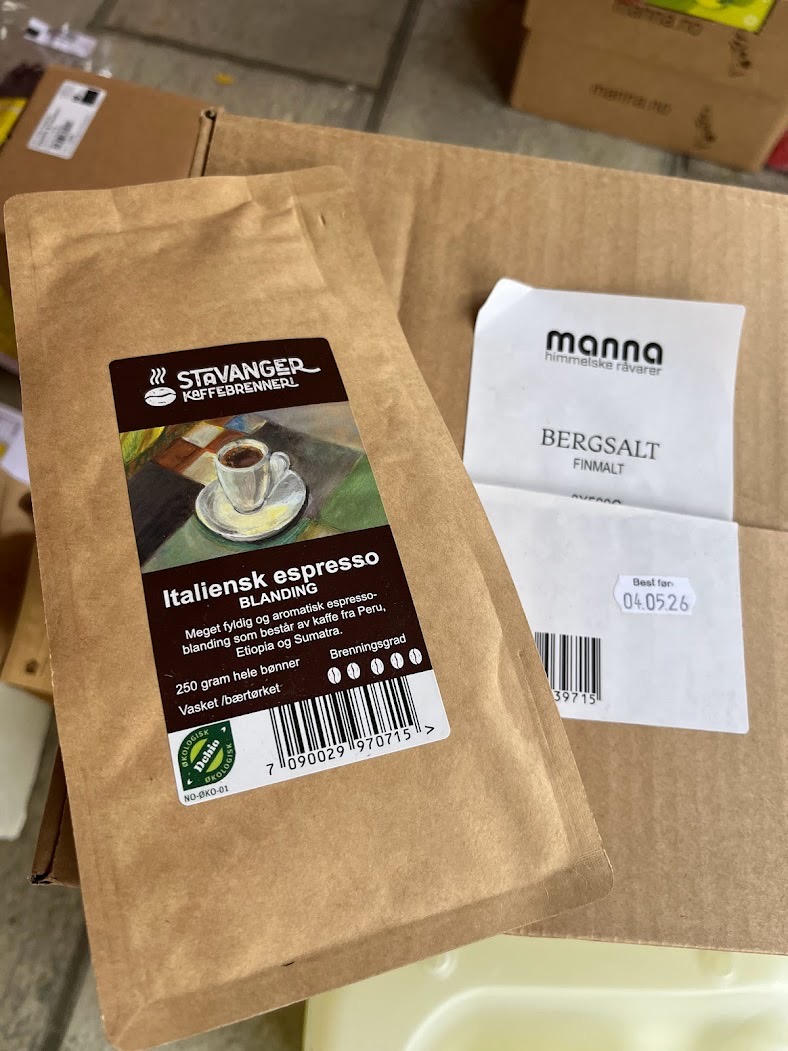 manna.no
manna.no
STAVANGER
KAFFEBRENNERI
Italiensk espresso
BLANDING
Meget fyldig og aromatisk espresso-
blanding som består av kaffe fra Peru,
Etiopia og Sumatra.
250 gram hele bønner
Brenningsgrad
Vasket /bærtørket
ØKOLOGISK
Debio
ØKOLOGISK
NO-ØKO-01
7 090029 970715 >
manna
himmelske råvarer
BERGSALT
FINMALT
Best før:
04.05.26
39715